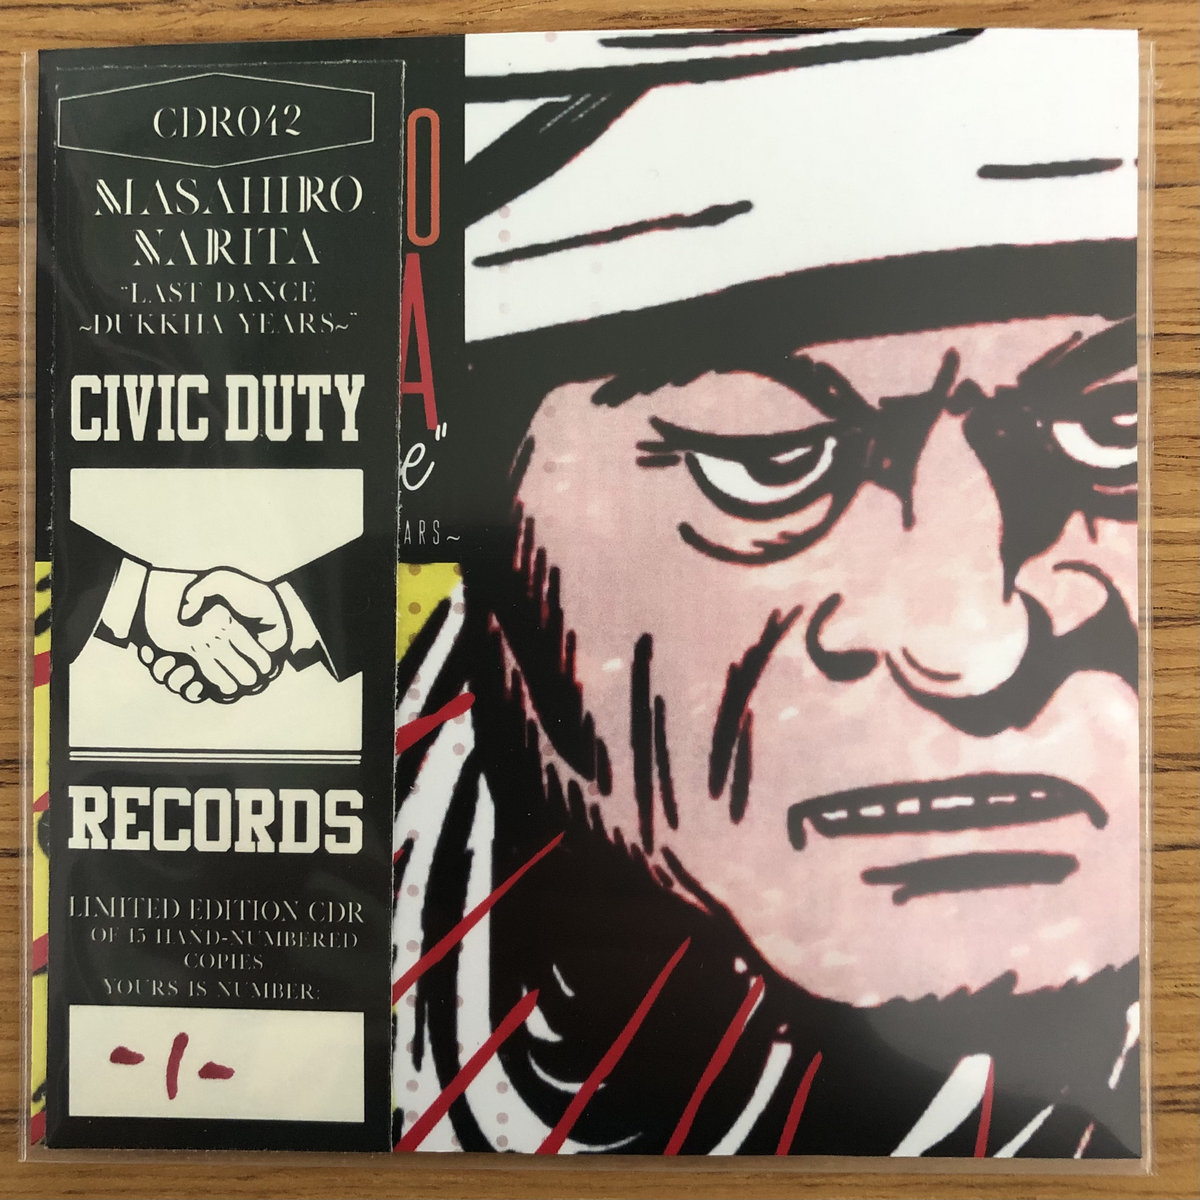 CDR042
MASAHIRO
NARITA
"LAST DANCE
~DUKKHA YEARS~"
CIVIC DUTY
RECORDS
LIMITED EDITION CDR
OF 15 HAND-NUMBERED
COPIES
YOURS IS NUMBER:
-1-
O
A
e"
ARS~